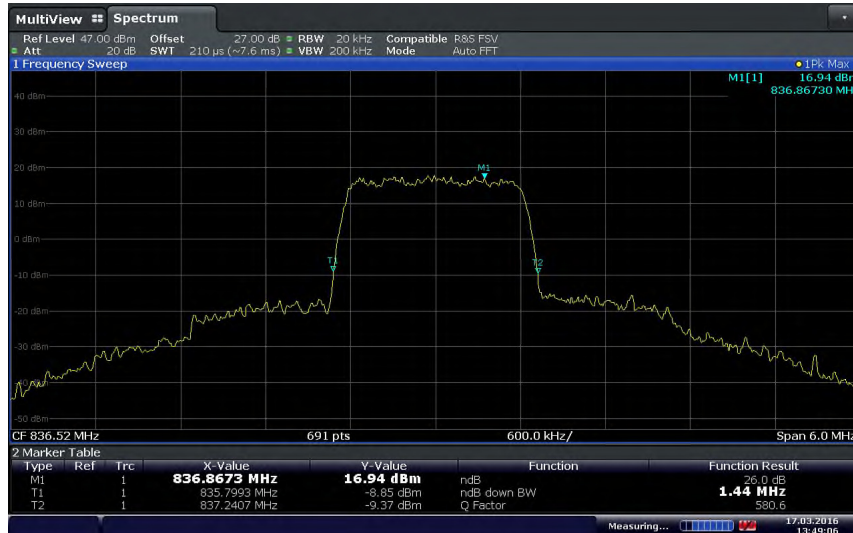 MultiView Spectrum
Ref Level 47.00 dBm Offset 27.00 dB RBW 20 kHz Compatible R&S FSV
Att 20 dB SWT 210 µs (~7.6 ms) VBW 200 kHz Mode Auto FFT
1 Frequency Sweep 1Pk Max
M1[1] 16.94 dBr
836.86730 MH
40 dBm
30 dBm
20 dBm
M1
10 dBm
0 dBm
T1 T2
-10 dBm
-20 dBm
-30 dBm
-40 dBm
-50 dBm
CF 836.52 MHz 691 pts 600.0 kHz/ Span 6.0 MHz
2 Marker Table
Type Ref Trc X-Value Y-Value Function Function Result
M1 1 836.8673 MHz 16.94 dBm ndB 26.0 dB
T1 1 835.7993 MHz -8.85 dBm ndB down BW 1.44 MHz
T2 1 837.2407 MHz -9.37 dBm Q Factor 580.6
Measuring... 17.03.2016
13:49:06